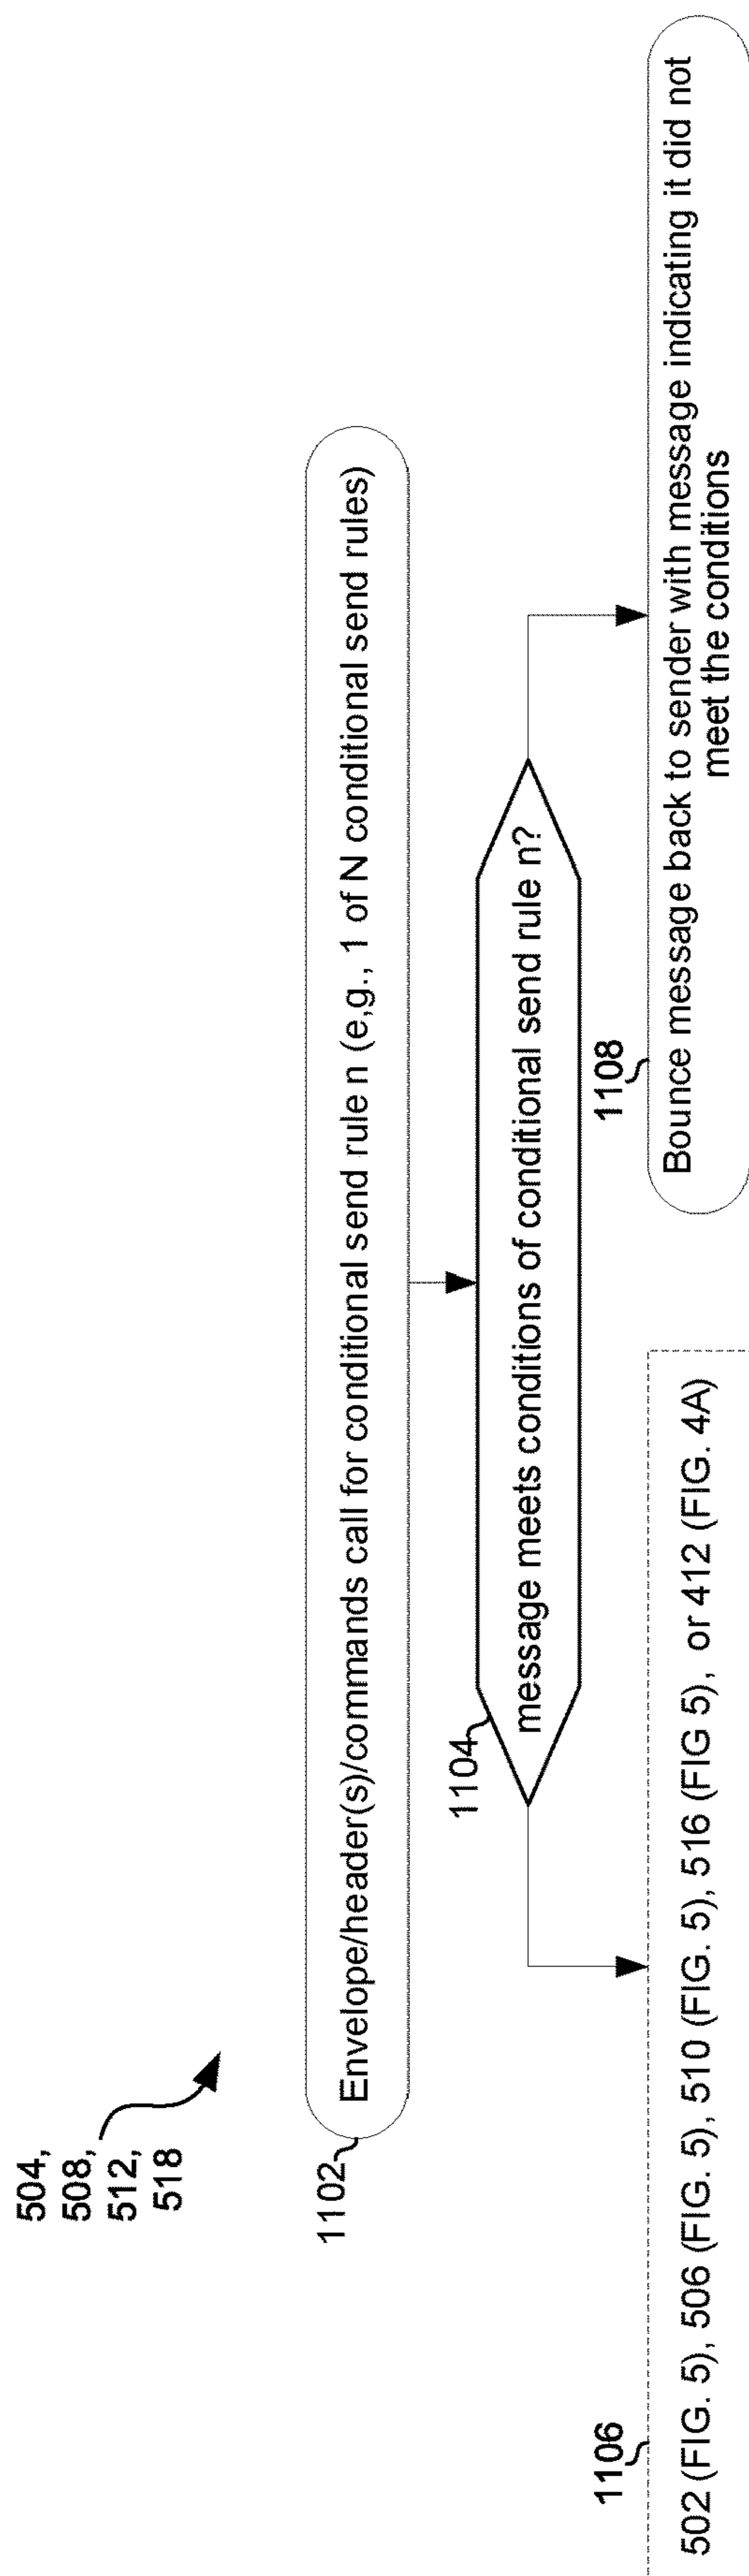 504,
508,
512,
518
1102
Envelope/header(s)/commands call for conditional send rule n (e,g., 1 of N conditional send rules)
1104
message meets conditions of conditional send rule n?
1106
502 (FIG. 5), 506 (FIG. 5), 510 (FIG. 5), 516 (FIG 5), or 412 (FIG. 4A)
1108
Bounce message back to sender with message indicating it did not
meet the conditions